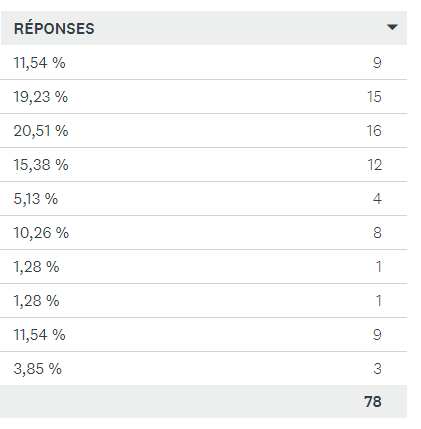 RÉPONSES
11,54 % 9
19,23 % 15
20,51 % 16
15,38 % 12
5,13 % 4
10,26 % 8
1,28 % 1
1,28 % 1
11,54 % 9
3,85 % 3
78